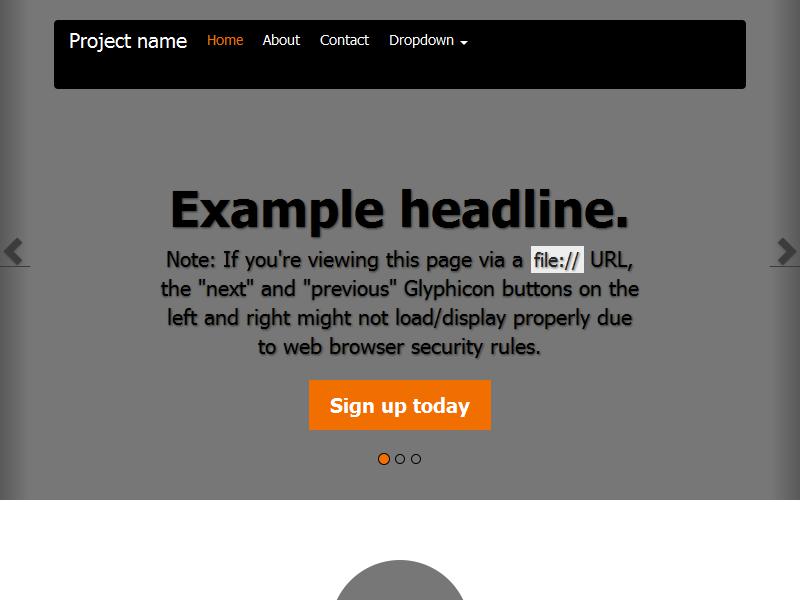 Project name Home About Contact Dropdown
Example headline.
Note: If you're viewing this page via a file:// URL,
the "next" and "previous" Glyphicon buttons on the
left and right might not load/display properly due
to web browser security rules.
Sign up today